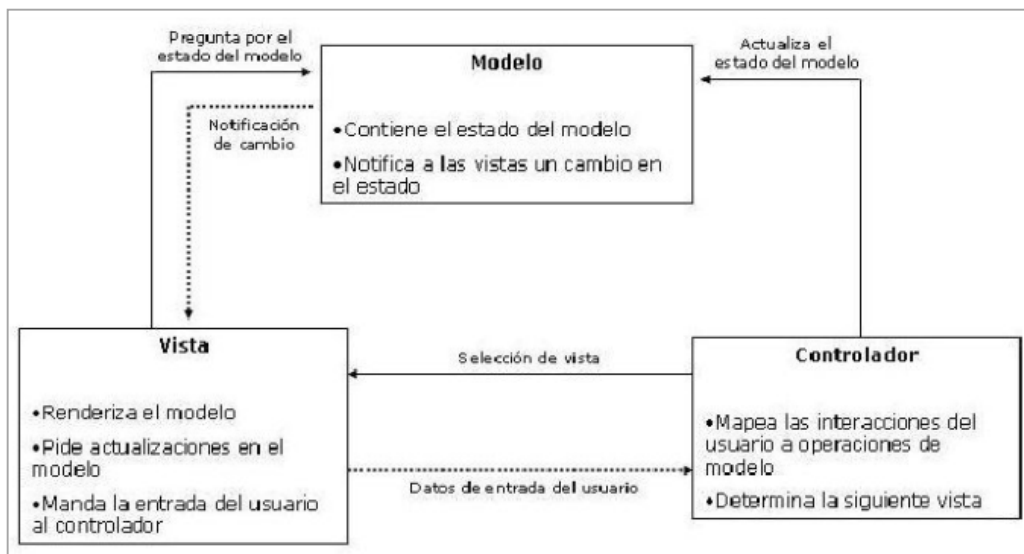 Pregunta por el
estado del modelo
Actualiza el
estado del modelo
Modelo
•Contiene el estado del modelo
•Notifica a las vistas un cambio en
el estado
Notificación
de cambio
Vista
•Renderiza el modelo
•Pide actualizaciones en el
modelo
•Manda la entrada del usuario
al controlador
Selección de vista
Datos de entrada del usuario
Controlador
•Mapea las interacciones del
usuario a operaciones de
modelo
•Determina la siguiente vista